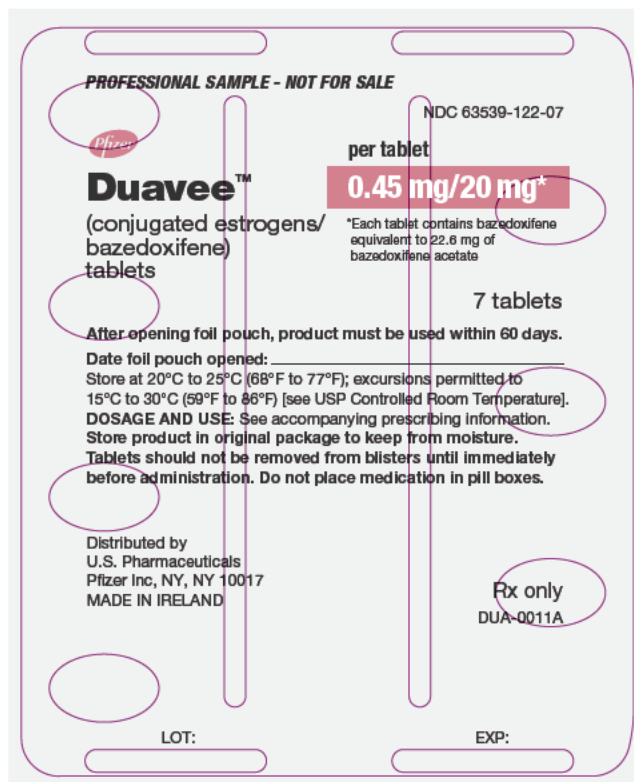 PROFESSIONAL SAMPLE - NOT FOR SALE
NDC 63539-122-07
Pfizer
per tablet
Duavee™
0.45 mg/20 mg*
(conjugated estrogens/
bazedoxifene)
tablets
*Each tablet contains bazedoxifene
equivalent to 22.6 mg of
bazedoxifene acetate
7 tablets
After opening foil pouch, product must be used within 60 days.
Date foil pouch opened:
Store at 20°C to 25°C (68°F to 77°F); excursions permitted to
15°C to 30°C (59°F to 86°F) [see USP Controlled Room Temperature].
DOSAGE AND USE: See accompanying prescribing information.
Store product in original package to keep from moisture.
Tablets should not be removed from blisters until immediately
before administration. Do not place medication in pill boxes.
Distributed by
U.S. Pharmaceuticals
Pfizer Inc, NY, NY 10017
MADE IN IRELAND
Rx only
DUA-0011A
LOT:
EXP: